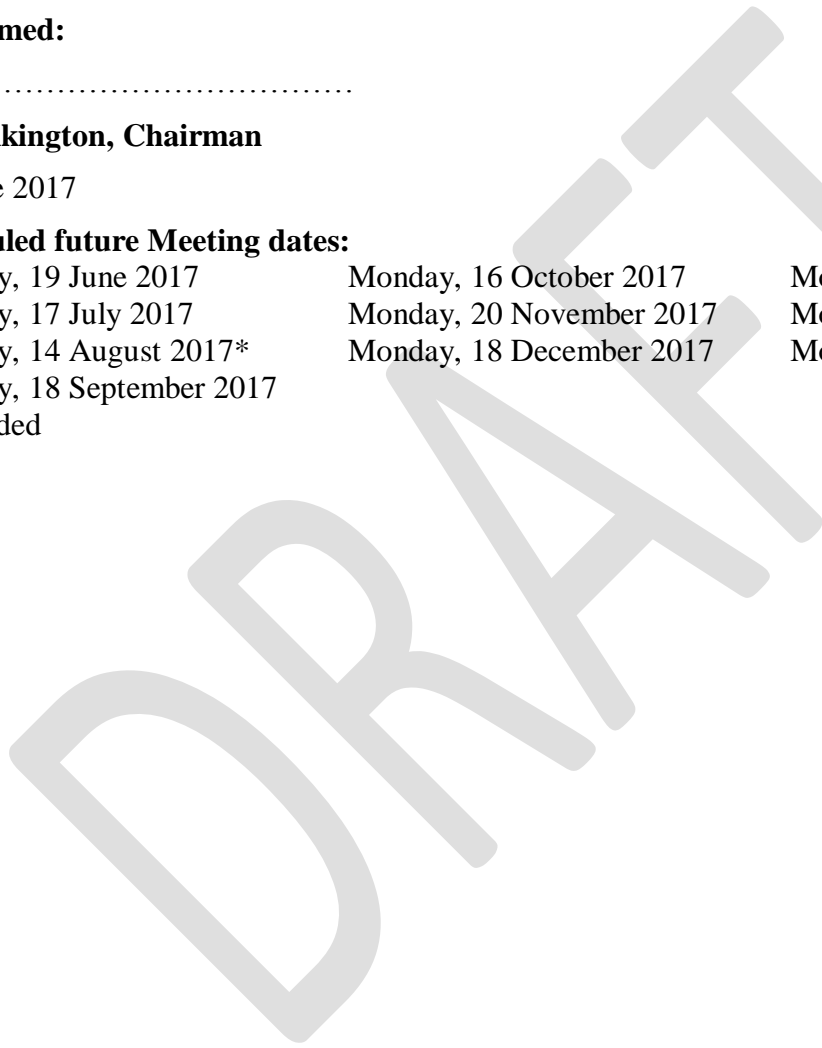 med:
……………………………
kington, Chairman
e 2017
uled future Meeting dates:
y, 19 June 2017 Monday, 16 October 2017
y, 17 July 2017 Monday, 20 November 2017
y, 14 August 2017* Monday, 18 December 2017
y, 18 September 2017
ded
DRAFT